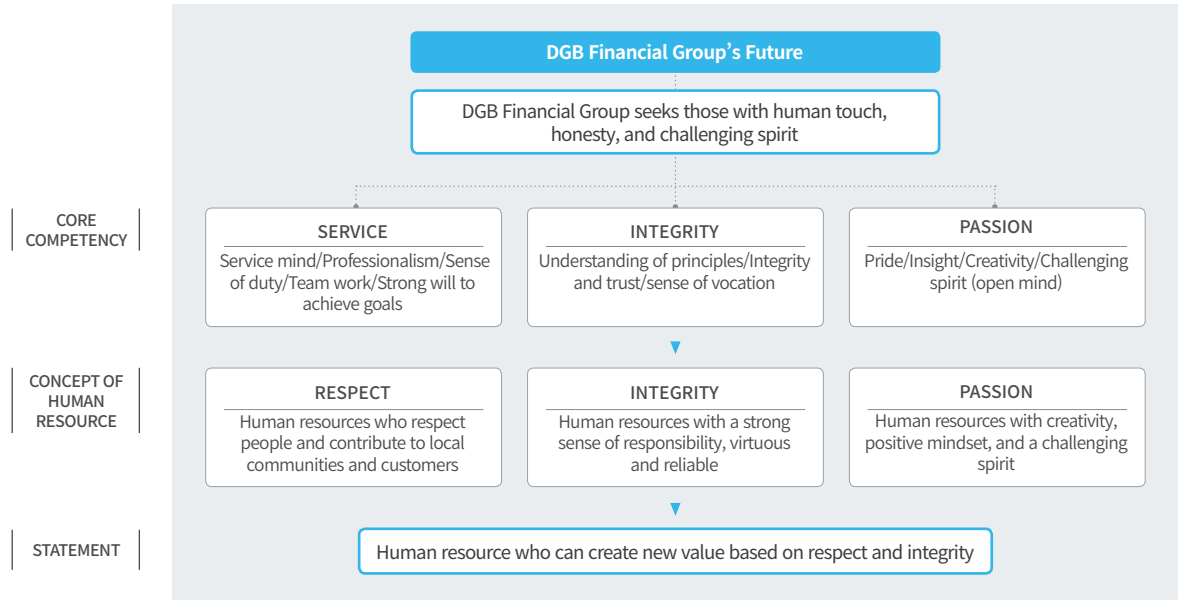 DGB Financial Group's Future
DGB Financial Group seeks those with human touch,
honesty, and challenging spirit
CORE
COMPETENCY
SERVICE
Service mind/Professionalism/Sense
of duty/Team work/Strong will to
achieve goals
INTEGRITY
Understanding of principles/Integrity
and trust/sense of vocation
PASSION
Pride/Insight/Creativity/Challenging
spirit (open mind)
CONCEPT OF
HUMAN
RESOURCE
RESPECT
Human resources who respect
people and contribute to local
communities and customers
INTEGRITY
Human resources with a strong
sense of responsibility, virtuous
and reliable
PASSION
Human resources with creativity,
positive mindset, and a challenging
spirit
STATEMENT
Human resource who can create new value based on respect and integrity